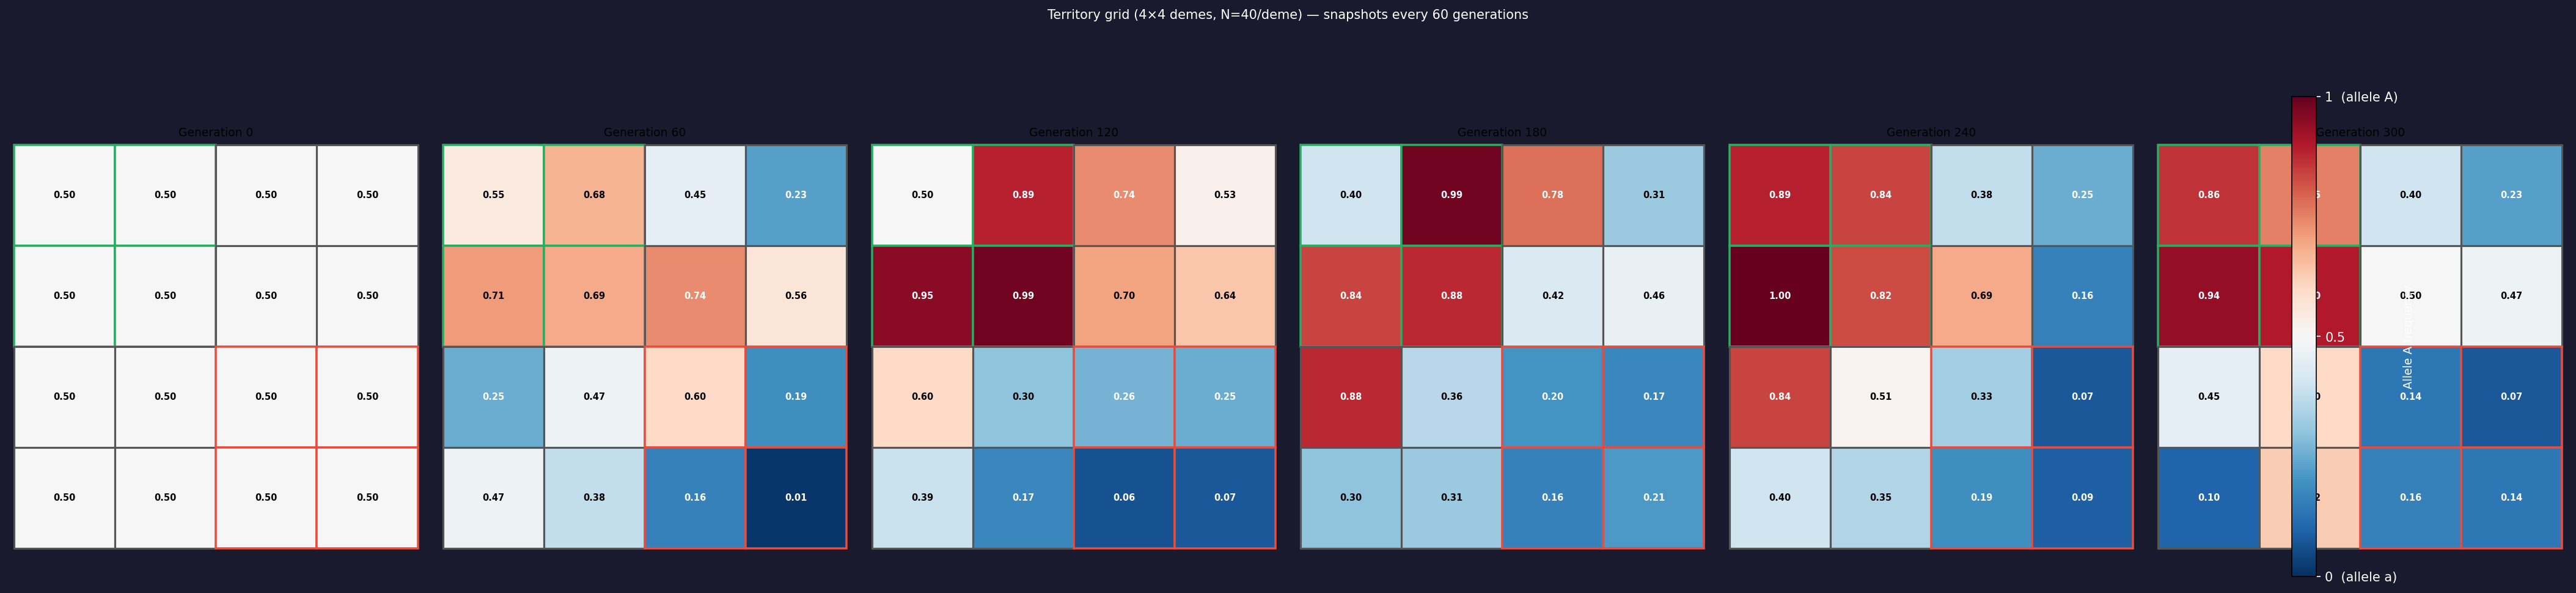 Territory grid (4×4 demes, N=40/deme) — snapshots every 60 generations
1 (allele A)
Generation 0 Generation 60 Generation 120 Generation 180 Generation 240 Generation 300
0.50 0.50 0.50 0.50 0.55 0.68 0.45 0.23 0.50 0.89 0.74 0.53 0.40 0.99 0.78 0.31 0.89 0.84 0.38 0.25 0.86 0.40 0.23
0.50 0.50 0.50 0.50 0.71 0.69 0.74 0.56 0.95 0.99 0.70 0.64 0.84 0.88 0.42 0.46 1.00 0.82 0.69 0.16 0.94 0.50 0.47
0.5
0.50 0.50 0.50 0.50 0.25 0.47 0.60 0.19 0.60 0.30 0.26 0.25 0.88 0.36 0.20 0.17 0.84 0.51 0.33 0.07 0.45 0.14 0.07
Allele A
0.50 0.50 0.50 0.50 0.47 0.38 0.16 0.01 0.39 0.17 0.06 0.07 0.30 0.31 0.16 0.21 0.40 0.35 0.19 0.09 0.10 0.16 0.14
0 (allele a)